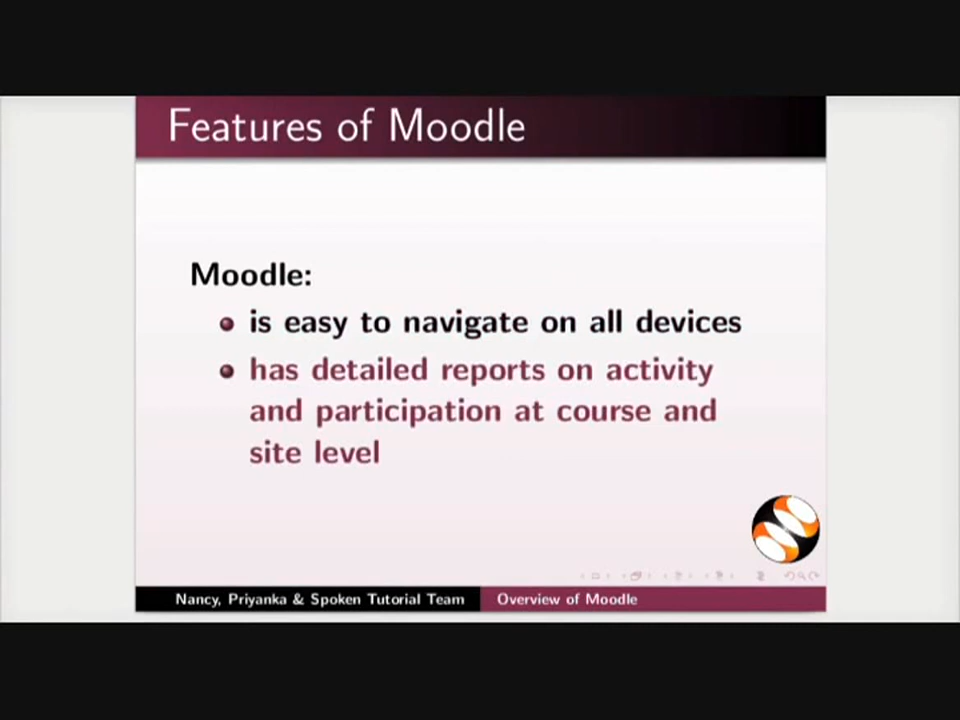 Features of Moodle
Moodle:
is easy to navigate on all devices
has detailed reports on activity
and participation at course and
site level
Nancy, Priyanka & Spoken Tutorial Team
Overview of Moodle